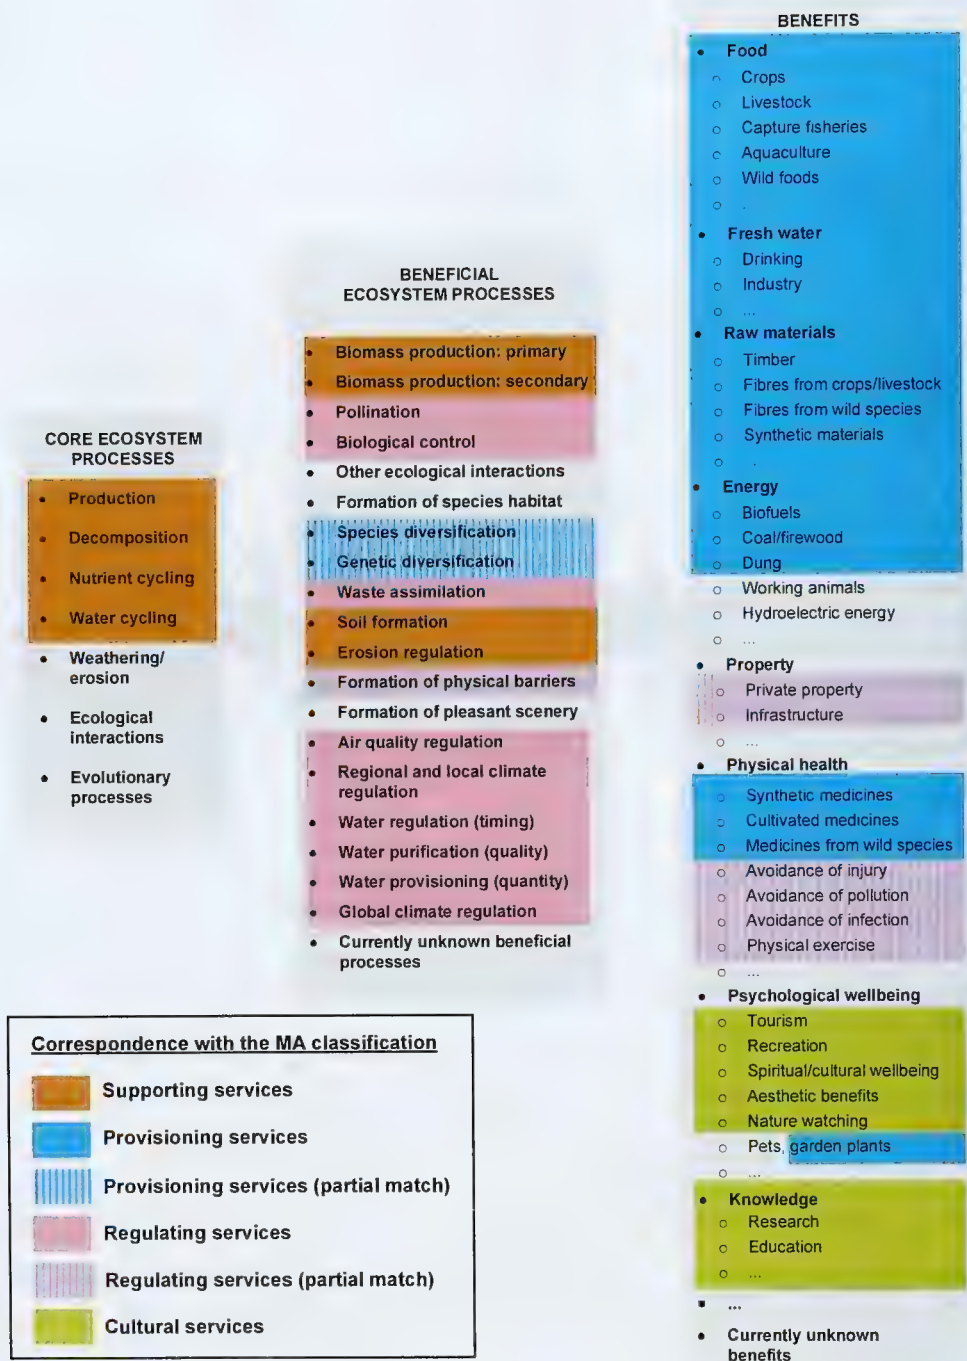 CORE ECOSYSTEM
PROCESSES
• Production
• Decomposition
• Nutrient cycling
• Water cycling
• Weathering/
erosion
• Ecological
interactions
• Evolutionary
processes
BENEFICIAL
ECOSYSTEM PROCESSES
• Biomass production: primary
• Biomass production: secondary
• Pollination
• Biological control
• Other ecological interactions
• Formation of species habitat
• Species diversification
• Genetic diversification
• Waste assimilation
• Soil formation
• Erosion regulation
• Formation of physical barriers
• Formation of pleasant scenery
• Air quality regulation
• Regional and local climate
regulation
• Water regulation (timing)
• Water purification (quality)
• Water provisioning (quantity)
• Global climate regulation
• Currently unknown beneficial
processes
BENEFITS
• Food
○ Crops
○ Livestock
○ Capture fisheries
○ Aquaculture
○ Wild foods
○ .
• Fresh water
○ Drinking
○ Industry
○ ...
• Raw materials
○ Timber
○ Fibres from crops/livestock
○ Fibres from wild species
○ Synthetic materials
○ .
• Energy
○ Biofuels
○ Coal/firewood
○ Dung
○ Working animals
○ Hydroelectric energy
○ ...
• Property
○ Private property
○ Infrastructure
○ ...
• Physical health
○ Synthetic medicines
○ Cultivated medicines
○ Medicines from wild species
○ Avoidance of injury
○ Avoidance of pollution
○ Avoidance of infection
○ Physical exercise
○ ...
• Psychological wellbeing
○ Tourism
○ Recreation
○ Spiritual/cultural wellbeing
○ Aesthetic benefits
○ Nature watching
○ Pets, garden plants
○ ...
• Knowledge
○ Research
○ Education
○ ...
• ...
• Currently unknown
benefits
Correspondence with the MA classification
Supporting services
Provisioning services
Provisioning services (partial match)
Regulating services
Regulating services (partial match)
Cultural services